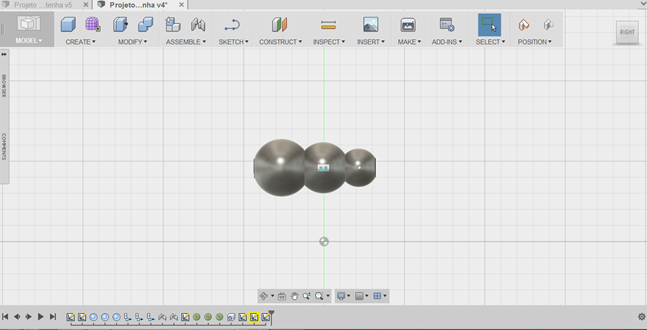 Projeto ...tenha v5
Projeto...nha v4*
MODEL
CREATE
MODIFY
ASSEMBLE
SKETCH
CONSTRUCT
INSPECT
INSERT
MAKE
ADD-INS
SELECT
POSITION
RIGHT
BROWSER
COMMENTS